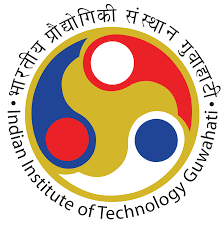 भारतीय प्रौद्योगिकी संस्थान गुवाहाटी
Indian Institute of Technology Guwahati